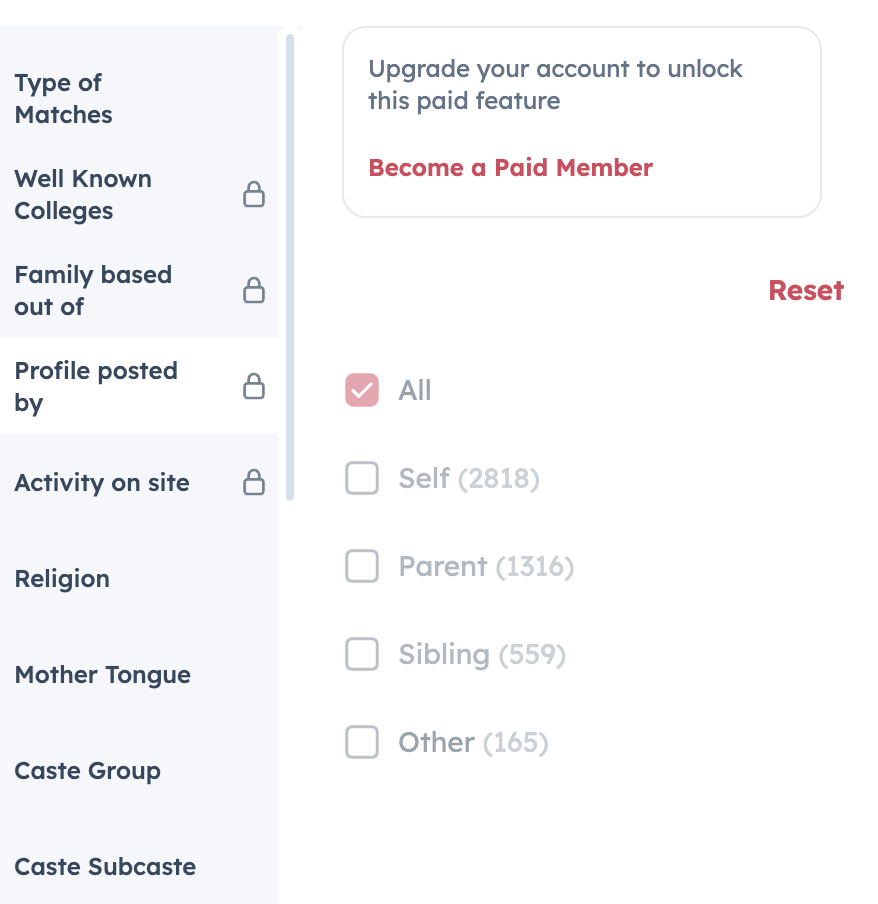 Type of
Matches
Well Known
Colleges
Family based
out of
Profile posted
by
Activity on site
Religion
Mother Tongue
Caste Group
Caste Subcaste
Upgrade your account to unlock
this paid feature
Become a Paid Member
Reset
All
Self (2818)
Parent (1316)
Sibling (559)
Other (165)